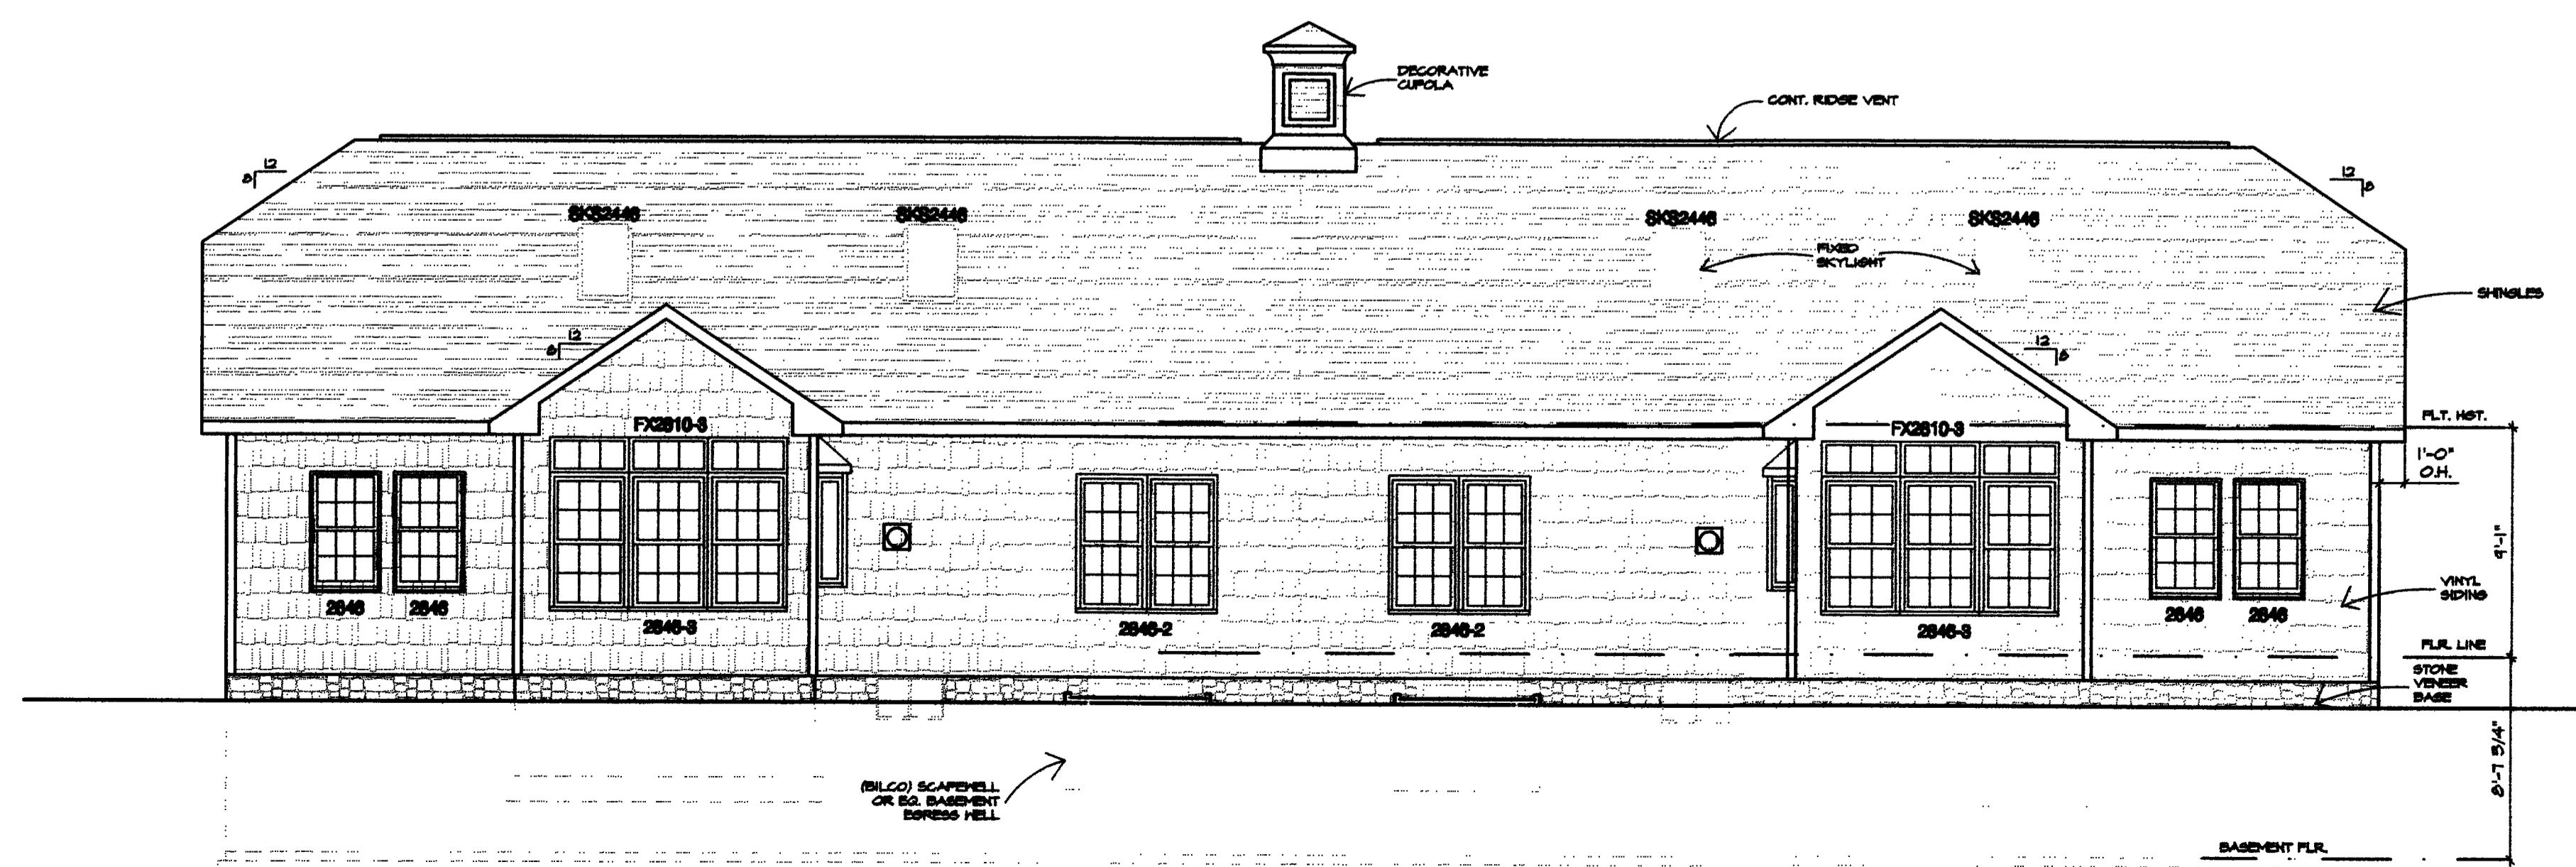 DECORATIVE
CUPOLA
CONT. RIDGE VENT
12
8
12
8
SKS2446
SKS2446
SKS2446
SKS2446
FIXED
SKYLIGHT
SHINGLES
12
8
12
8
PLT. HGT.
FX2810-3
FX2810-3
1'-0"
O.H.
9'-1"
VINYL
SIDING
2846
2846
2846-3
2846-2
2846-2
2846-3
2846
2846
FLR. LINE
STONE
VENEER
BASE
8'-7 3/4"
(BILCO) SCAPEWELL
OR EQ. BASEMENT
EGRESS WELL
BASEMENT FLR.